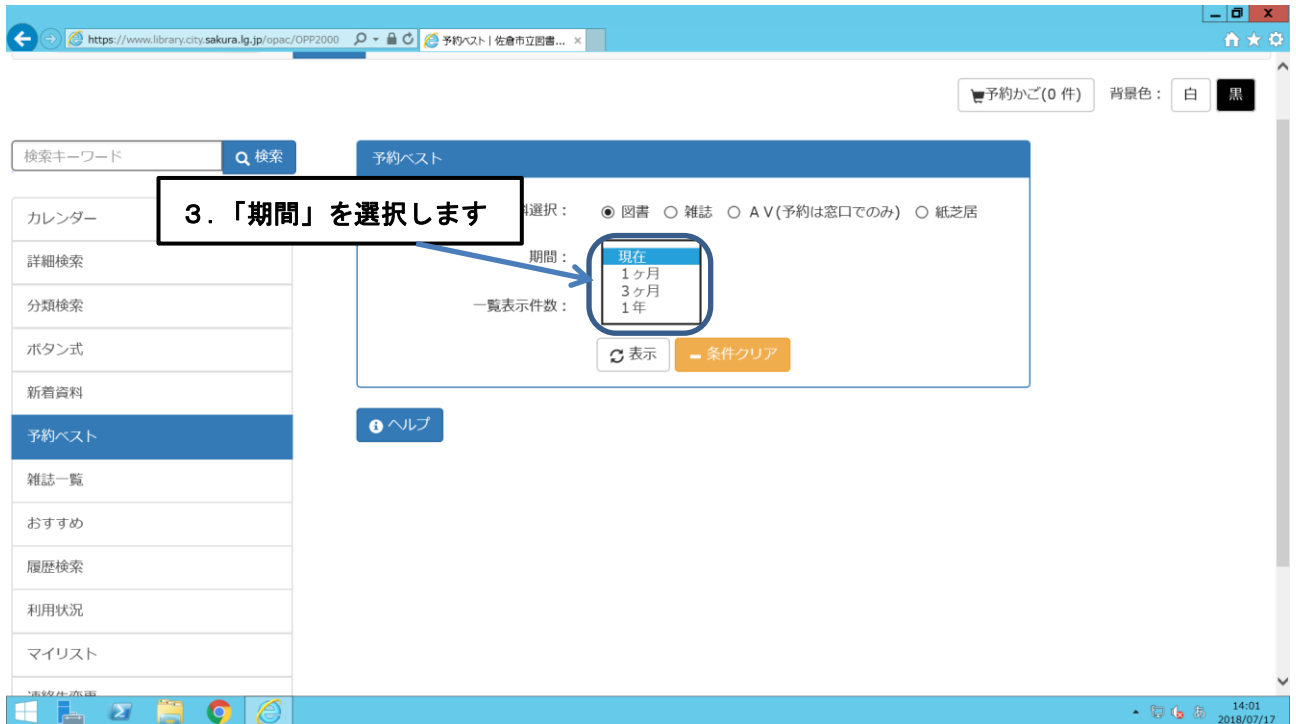 https://www.library.city.sakura.lg.jp/opac/OPP2000
予約ベスト | 佐倉市立図書...
予約かご(0 件)
背景色：
白
黒
検索キーワード
検索
予約ベスト
３．「期間」を選択します
選択：
図書
雑誌
ＡＶ(予約は窓口でのみ)
紙芝居
期間：
現在
1ヶ月
3ヶ月
1年
一覧表示件数：
表示
条件クリア
ヘルプ
カレンダー
詳細検索
分類検索
ボタン式
新着資料
予約ベスト
雑誌一覧
おすすめ
履歴検索
利用状況
マイリスト
あ
14:01
2018/07/17